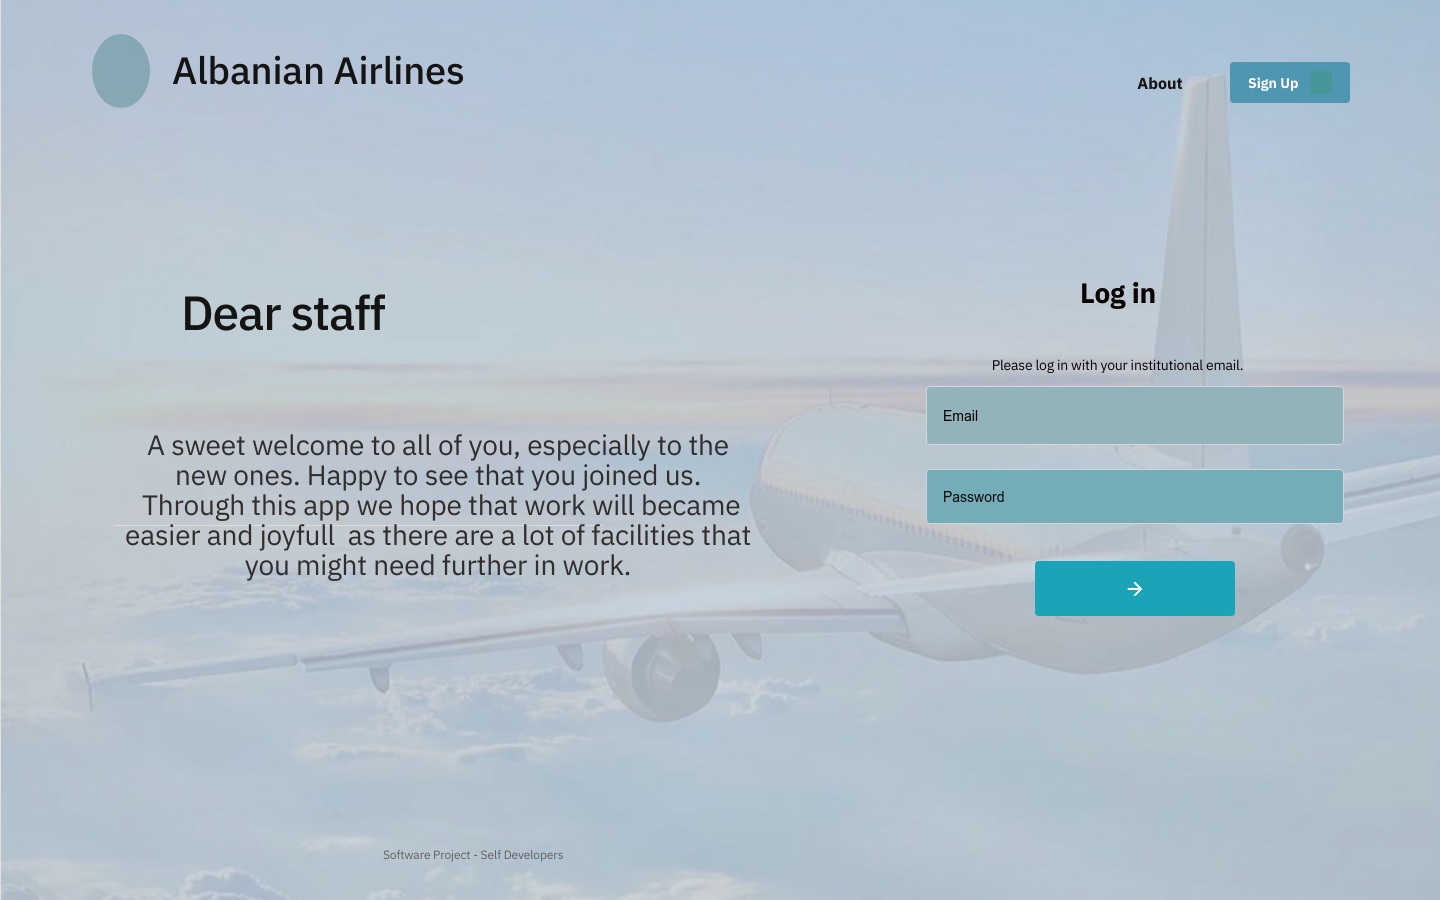 Albanian Airlines
About
Sign Up
Dear staff
A sweet welcome to all of you, especially to the
new ones. Happy to see that you joined us.
Through this app we hope that work will became
easier and joyfull  as there are a lot of facilities that
you might need further in work.
Log in
Please log in with your institutional email.
Email
Password
Software Project - Self Developers